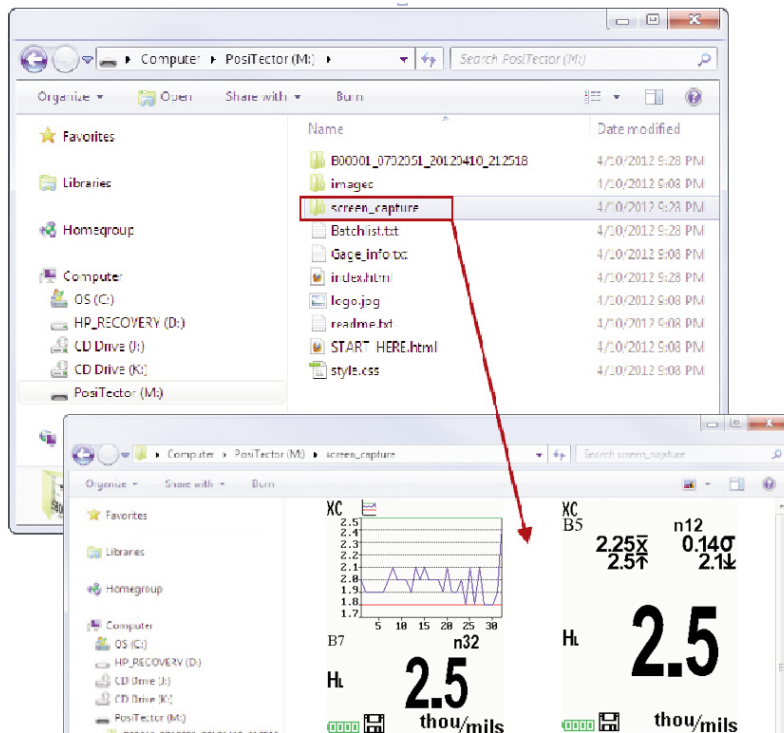 Computer ▸ PosiTector (M:) ▸
Search PosiTector (M:)
Organize
Open
Share with
Burn
Name
Date modified
Favorites
Libraries
Homegroup
Computer
OS (C:)
HP_RECOVERY (D:)
CD Drive (J:)
CD Drive (K:)
PosiTector (M:)
B00001_0702051_20120410_212518
4/10/2012 9:28 PM
images
4/10/2012 9:08 PM
screen_capture
4/10/2012 9:28 PM
Batchlist.txt
4/10/2012 9:28 PM
Gage_info.txt
4/10/2012 9:08 PM
index.html
4/10/2012 9:28 PM
logo.jpg
4/10/2012 9:08 PM
readme.txt
4/10/2012 9:08 PM
START_HERE.html
4/10/2012 9:08 PM
style.css
4/10/2012 9:08 PM
Computer ▸ PosiTector (M:) ▸ screen_capture
Search screen_capture
Organize
Share with
Burn
Favorites
Libraries
Homegroup
Computer
OS (C:)
HP_RECOVERY (D:)
CD Drive (J:)
CD Drive (K:)
PosiTector (M:)
XC
2.5
2.4
2.3
2.2
2.1
2.0
1.9
1.8
1.7
5 10 15 20 25 30
B7
n32
Hi
2.5
thou/mils
XC
B5
n12
2.25x̅ 0.14σ
2.5↑ 2.1↓
Hi
2.5
thou/mils